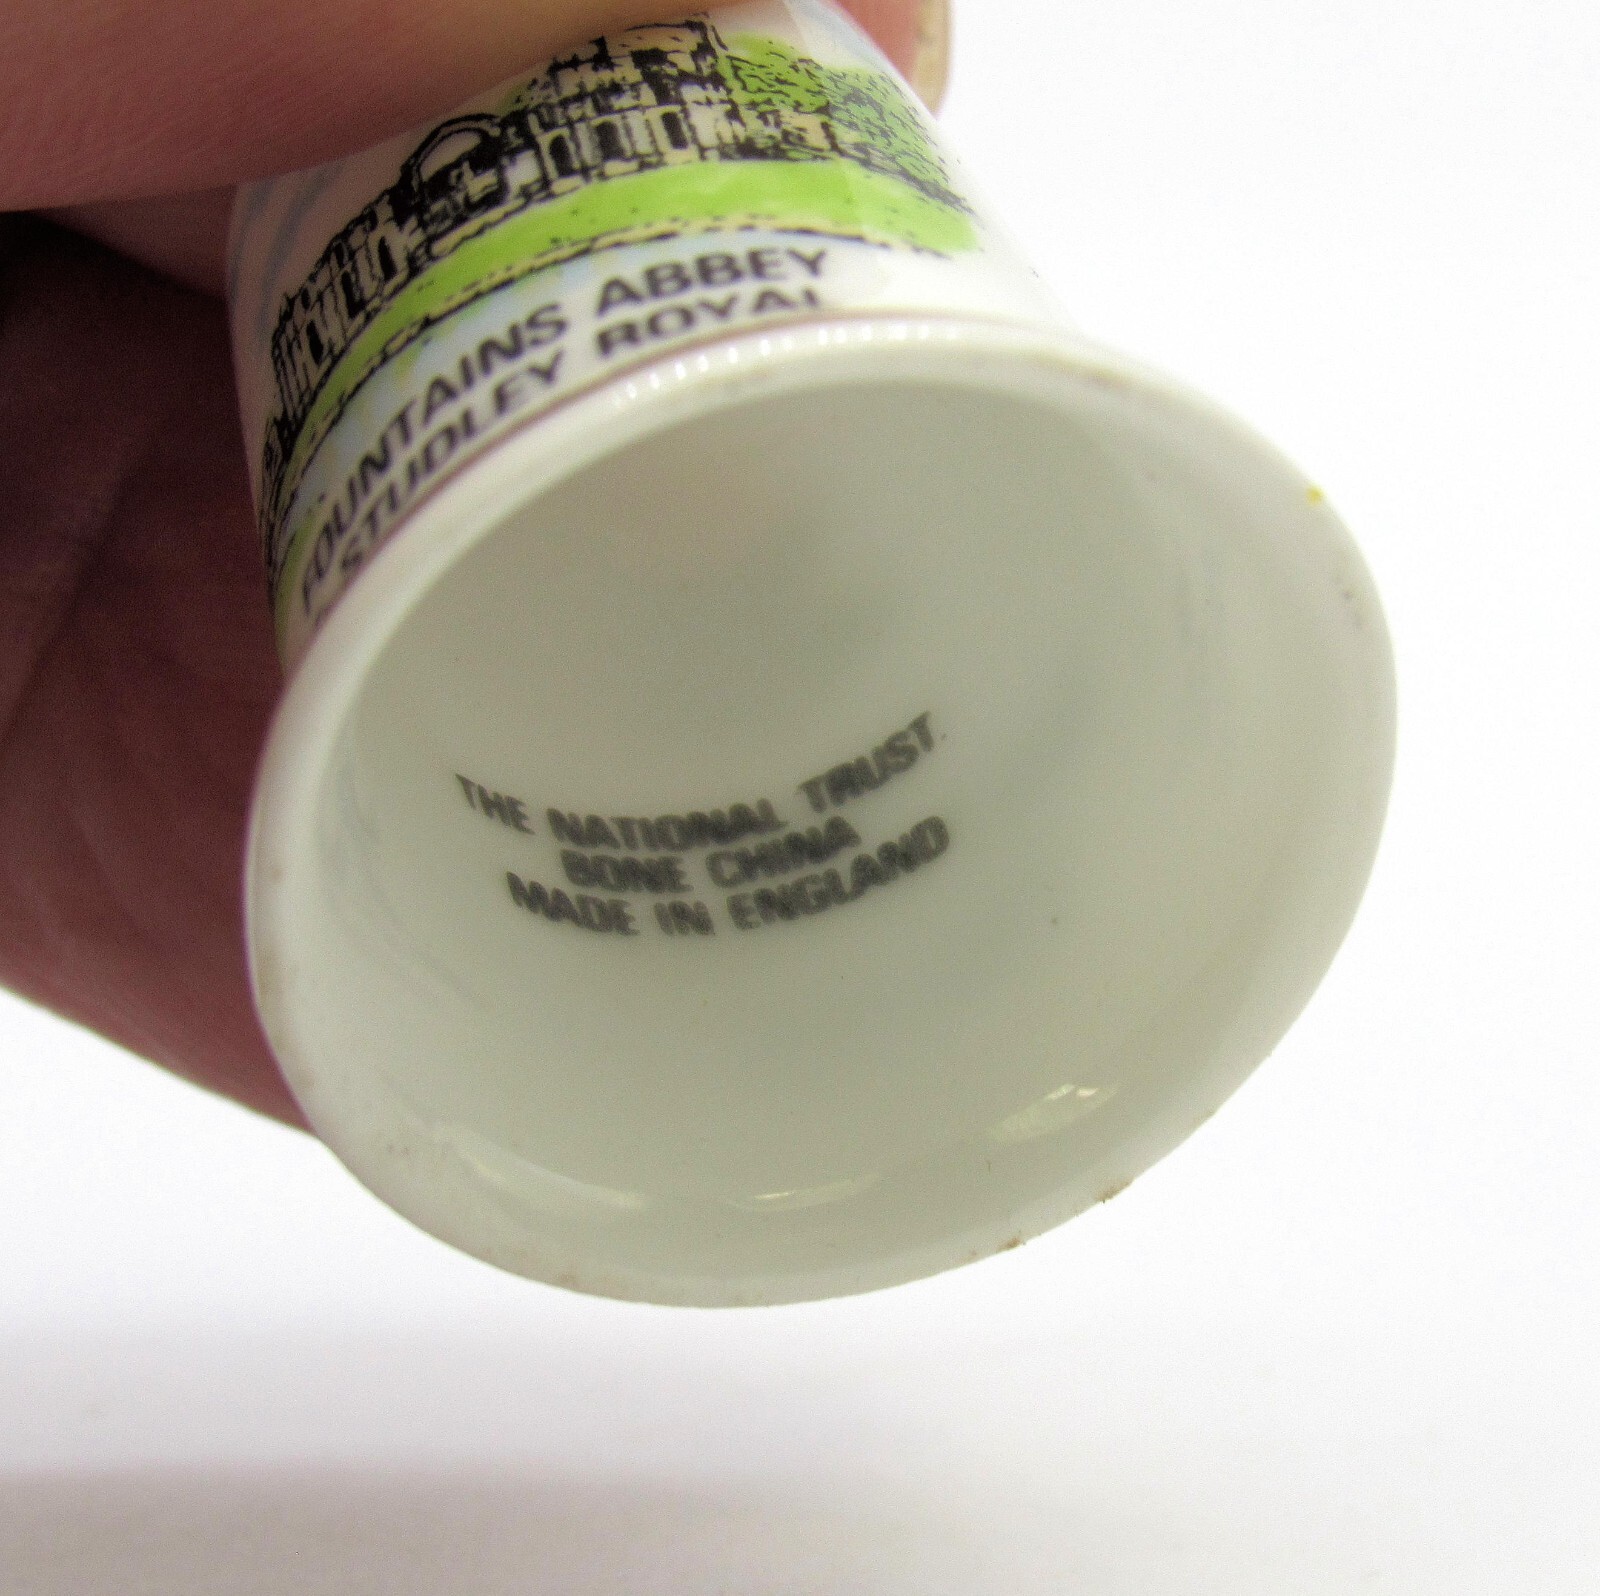 FOUNTAINS ABBEY
STUDLEY ROYAL
THE NATIONAL TRUST.
BONE CHINA
MADE IN ENGLAND